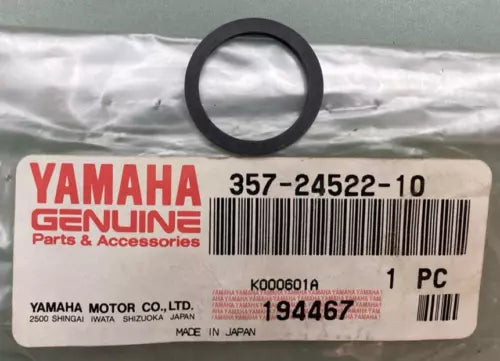 YAMAHA
GENUINE
Parts & Accessories
357-24522-10
K000601A
1 PC
194467
YAMAHA MOTOR CO., LTD.
2500 SHINGAI IWATA SHIZUOKA JAPAN
MADE IN JAPAN